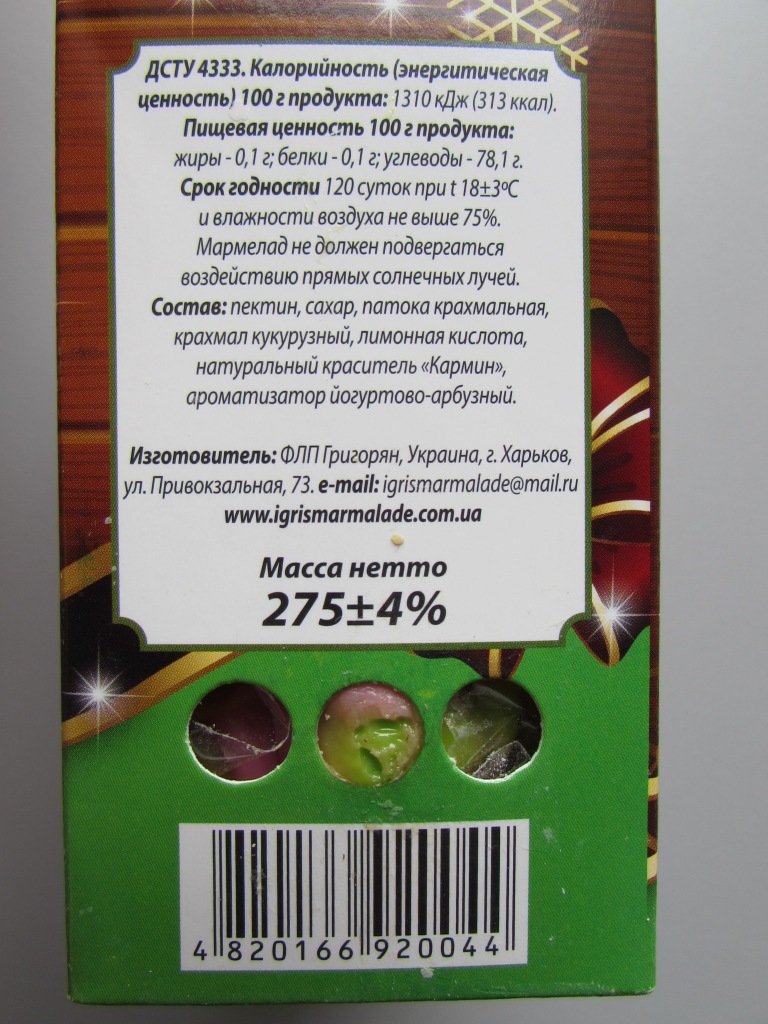 ДСТУ 4333. Калорийность (энергитическая
ценность) 100 г продукта: 1310 кДж (313 ккал).
Пищевая ценность 100 г продукта:
жиры - 0,1 г; белки - 0,1 г; углеводы - 78,1 г.
Срок годности 120 суток при t 18±3ºС
и влажности воздуха не выше 75%.
Мармелад не должен подвергаться
воздействию прямых солнечных лучей.
Состав: пектин, сахар, патока крахмальная,
крахмал кукурузный, лимонная кислота,
натуральный краситель «Кармин»,
ароматизатор йогуртово-арбузный.
Изготовитель: ФЛП Григорян, Украина, г. Харьков,
ул. Привокзальная, 73. e-mail: igrismarmalade@mail.ru
www.igrismarmalade.com.ua
Масса нетто
275±4%
4 820166 920044